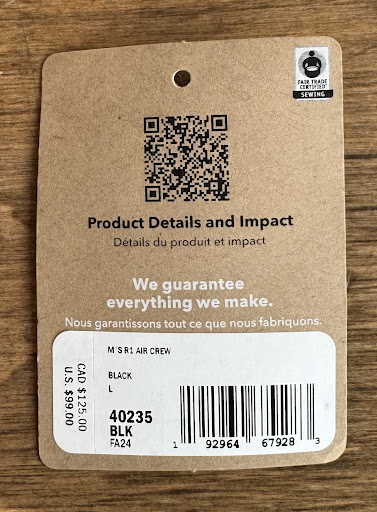 FAIR TRADE
CERTIFIED™
SEWING
Product Details and Impact
Détails du produit et impact
We guarantee
everything we make.
Nous garantissons tout ce que nous fabriquons.
M'S R1 AIR CREW
BLACK
L
40235
BLK
FA24
CAD $125.00
U.S. $99.00
1 92964 67928 3